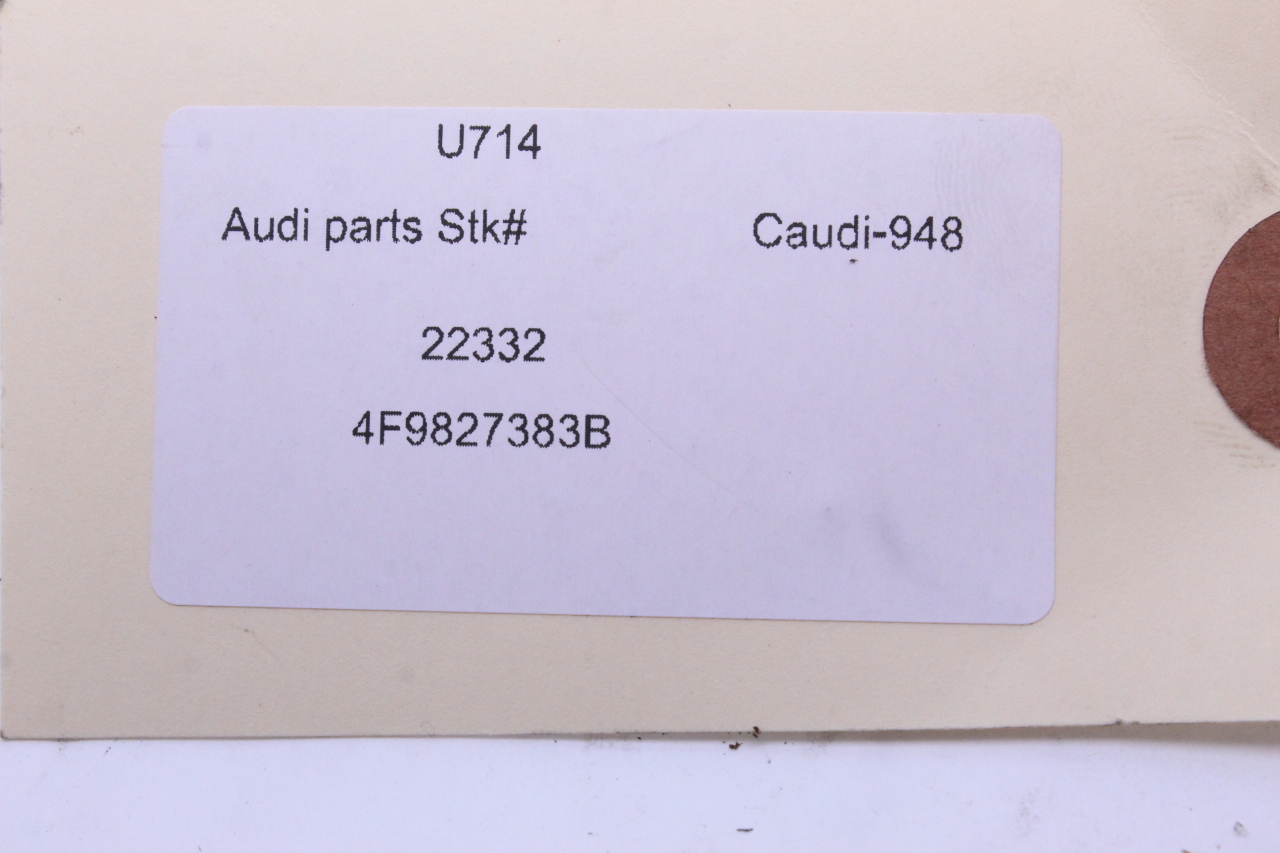 U714
Audi parts Stk# Caudi-948
22332
4F9827383B